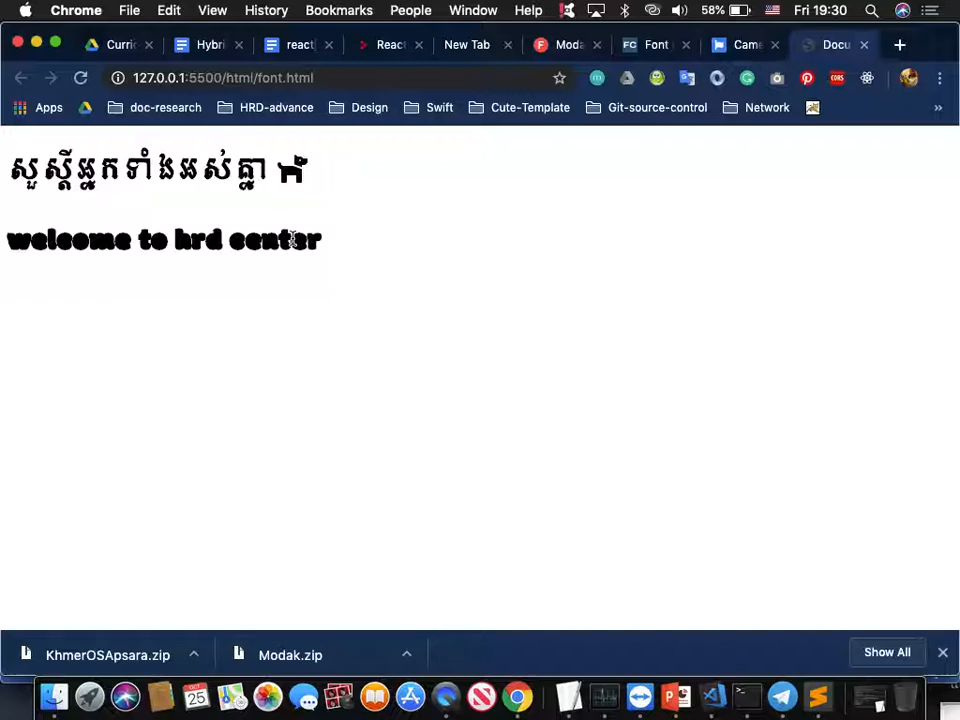 Chrome File Edit View History Bookmarks People Window Help 58% Fri 19:30
Curric Hybri react React New Tab Moda Font Came Docu
127.0.0.1:5500/html/font.html
Apps doc-research HRD-advance Design Swift Cute-Template Git-source-control Network »
សួស្តីអ្នកទាំងអស់គ្នា
welcome to hrd center
KhmerOSApsara.zip Modak.zip Show All
OCT 25